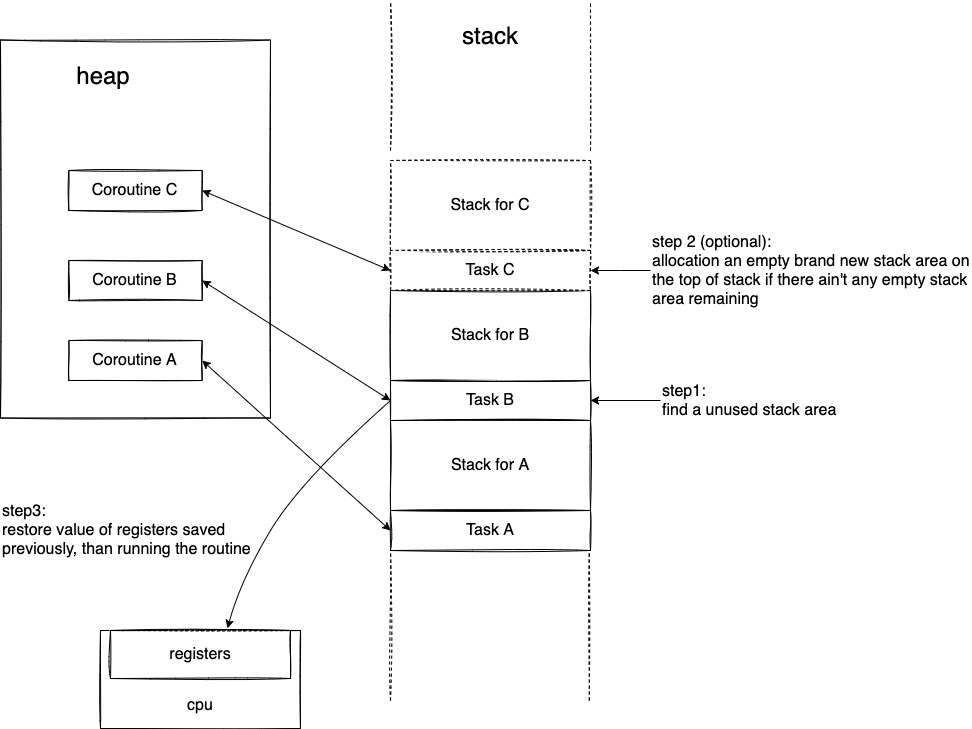 stack
heap
Coroutine C
Stack for C
step 2 (optional):
allocation an empty brand new stack area on
the top of stack if there ain't any empty stack
area remaining
Task C
Coroutine B
Stack for B
Coroutine A
step1:
find a unused stack area
Task B
Stack for A
step3:
restore value of registers saved
previously, than running the routine
Task A
registers
cpu